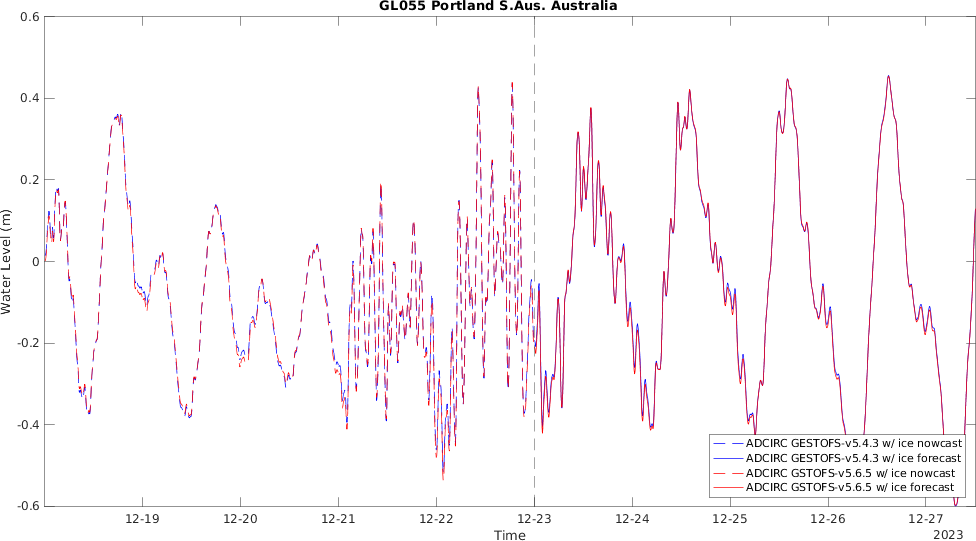 GL055 Portland S.Aus. Australia
0.6
0.4
0.2
0
-0.2
-0.4
-0.6
Water Level (m)
12-19 12-20 12-21 12-22 12-23 12-24 12-25 12-26 12-27
Time
2023
ADCIRC GESTOFS-v5.4.3 w/ ice nowcast
ADCIRC GESTOFS-v5.4.3 w/ ice forecast
ADCIRC GSTOFS-v5.6.5 w/ ice nowcast
ADCIRC GSTOFS-v5.6.5 w/ ice forecast